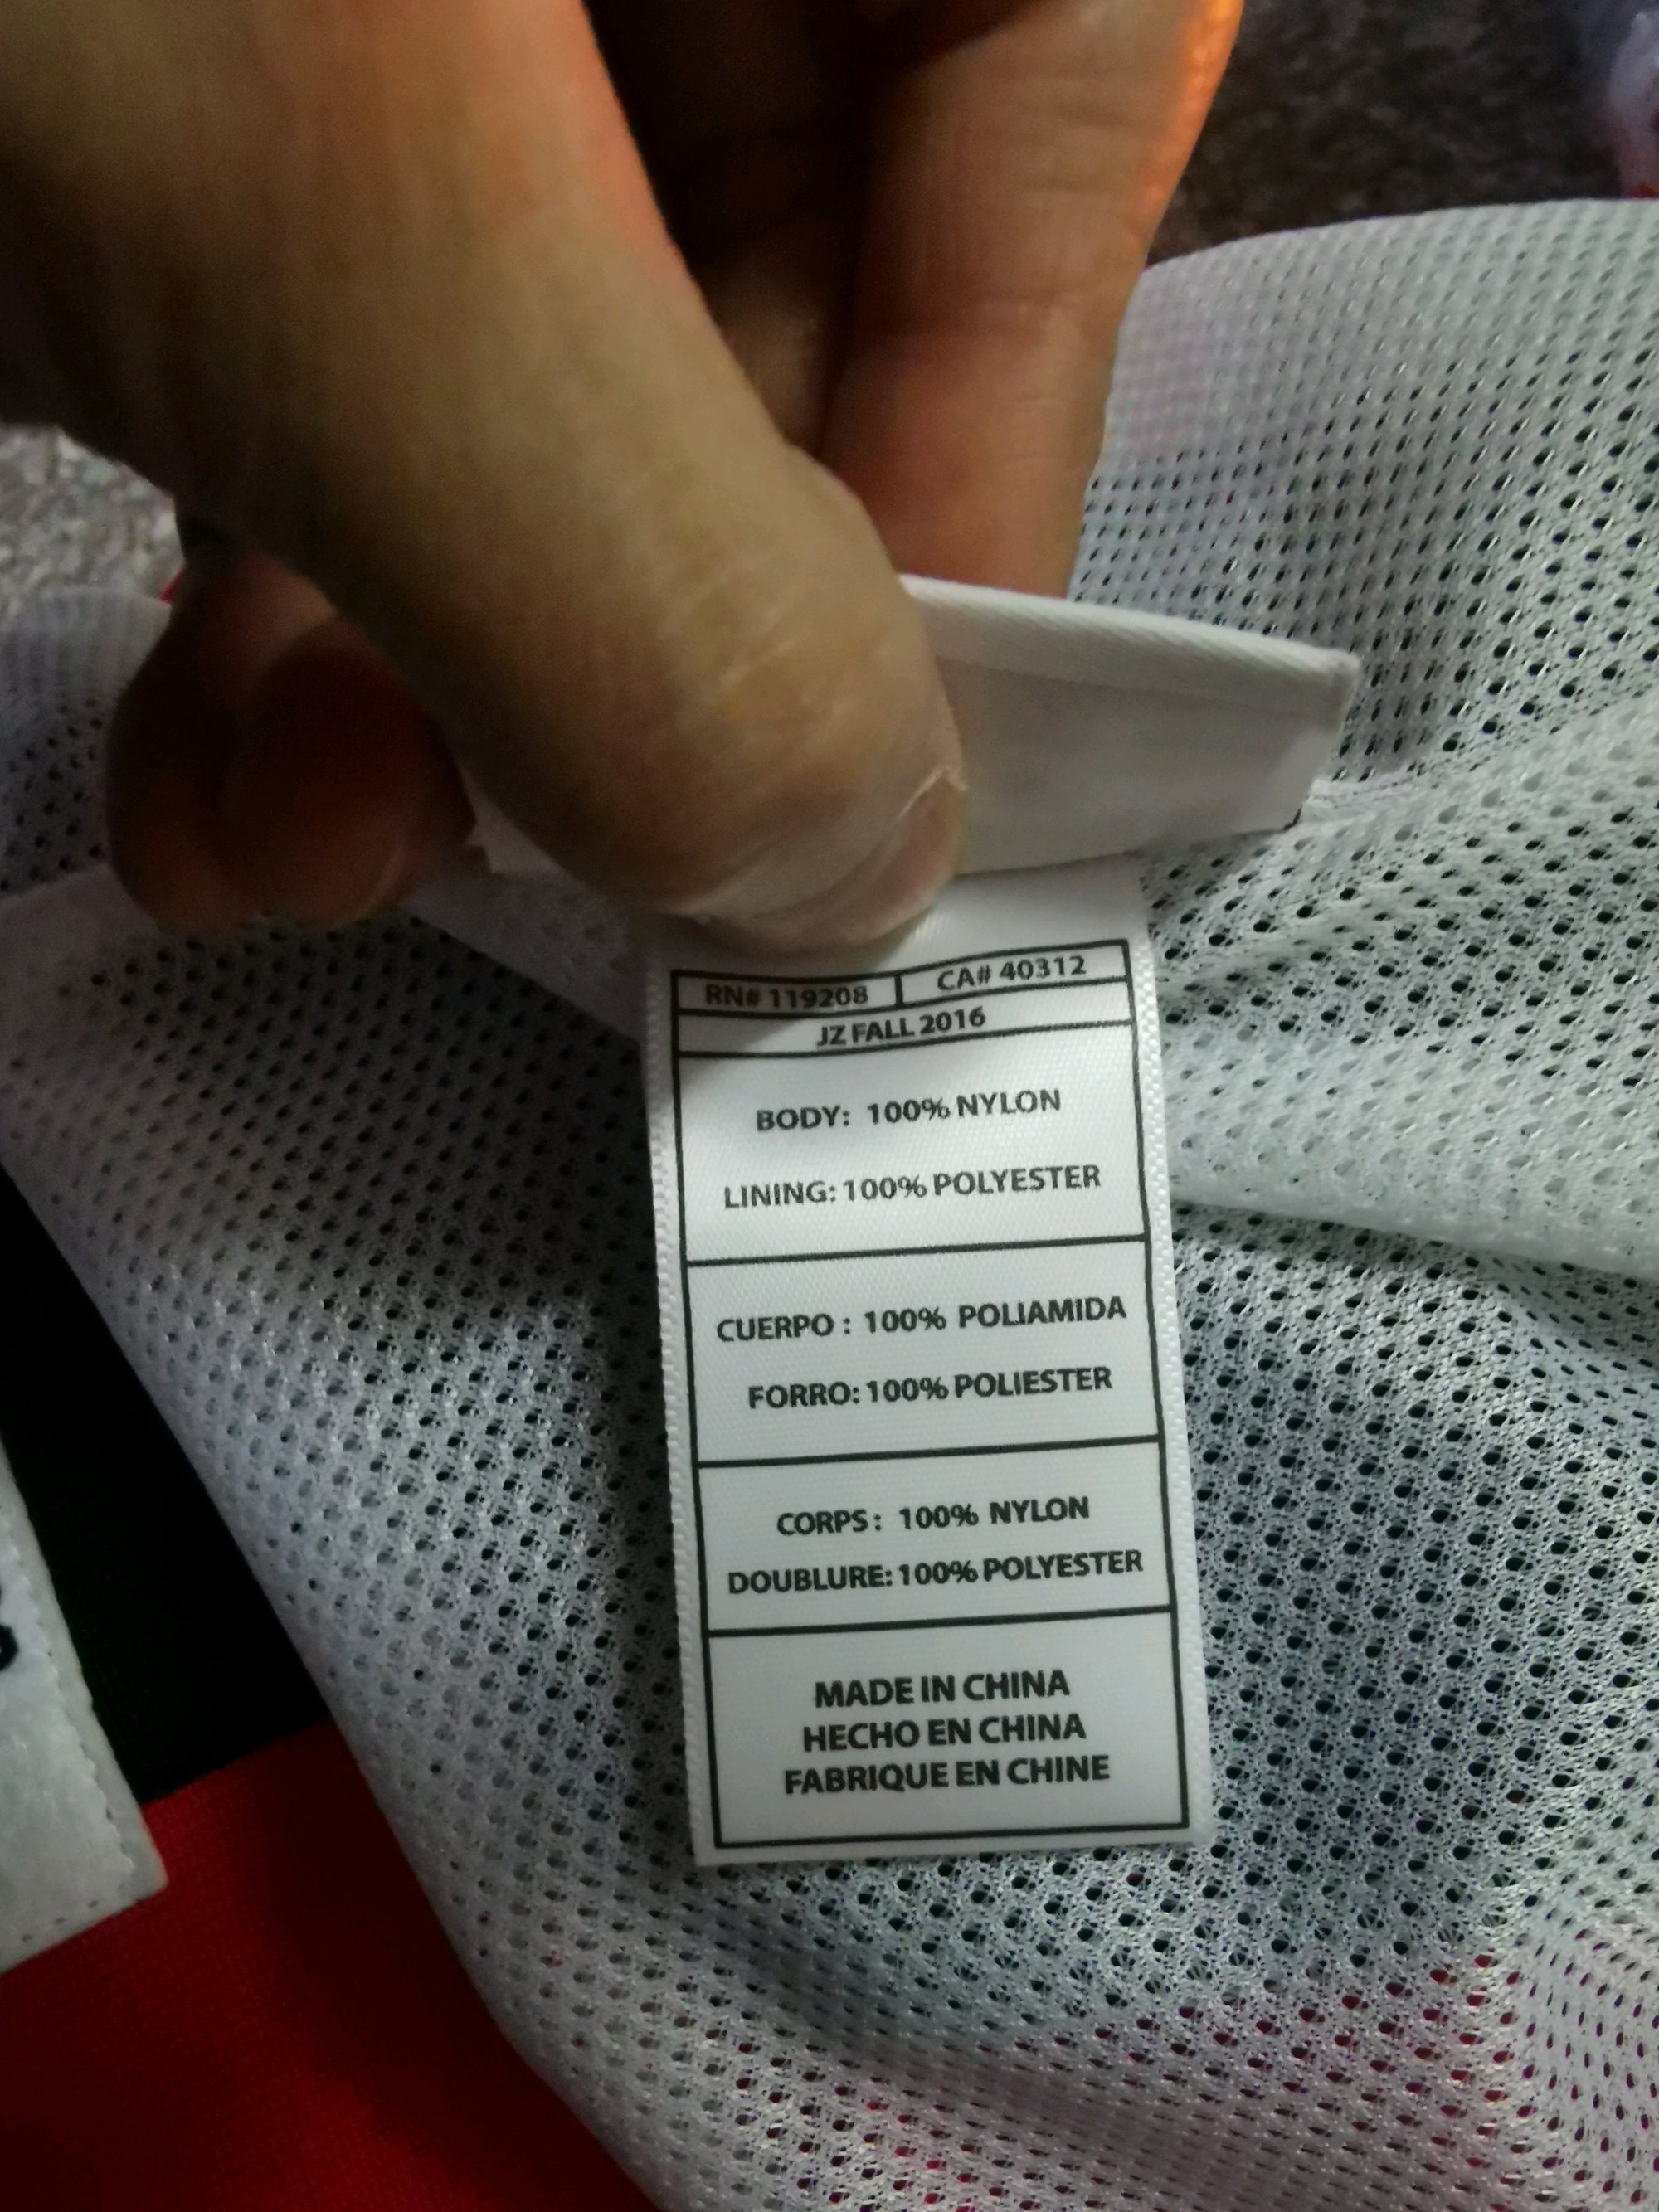 RN# 119208 CA# 40312
JZ FALL 2016
BODY: 100% NYLON
LINING: 100% POLYESTER
CUERPO : 100% POLIAMIDA
FORRO: 100% POLIESTER
CORPS : 100% NYLON
DOUBLURE: 100% POLYESTER
MADE IN CHINA
HECHO EN CHINA
FABRIQUE EN CHINE